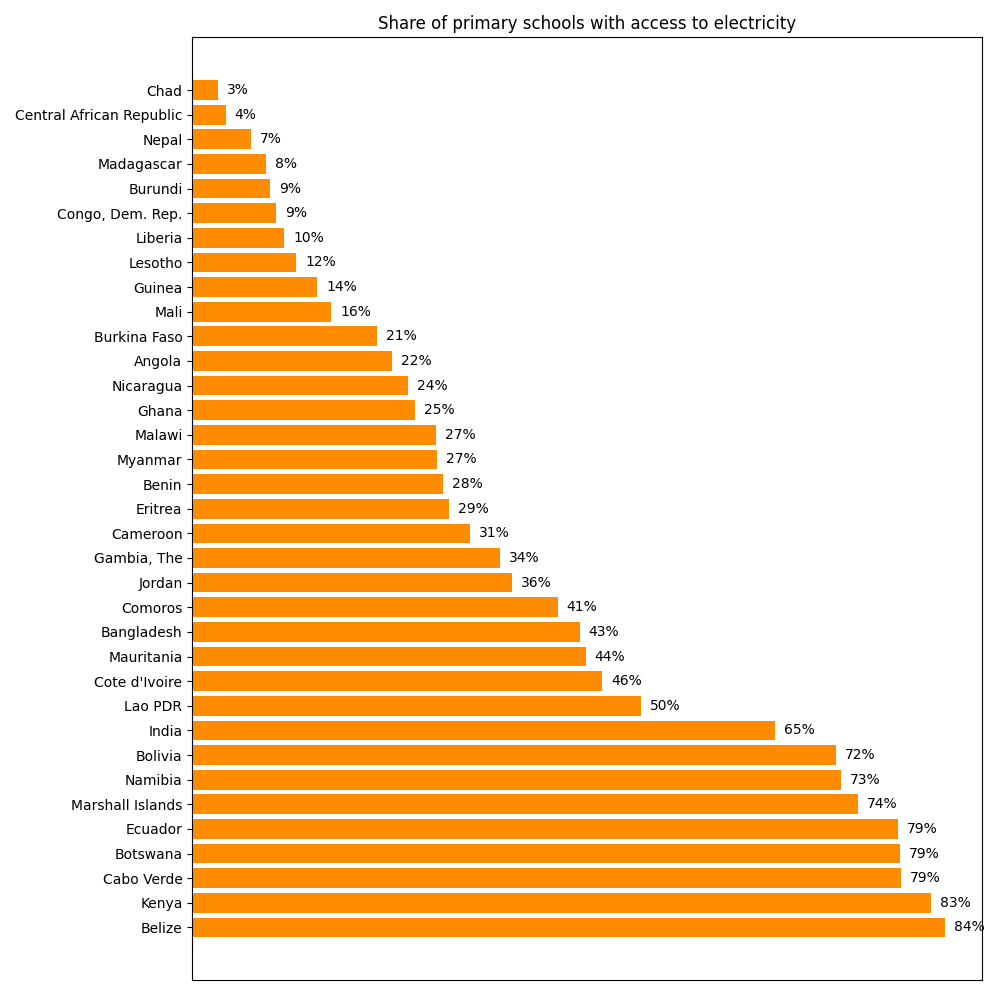 Share of primary schools with access to electricity
Chad 3%
Central African Republic 4%
Nepal 7%
Madagascar 8%
Burundi 9%
Congo, Dem. Rep. 9%
Liberia 10%
Lesotho 12%
Guinea 14%
Mali 16%
Burkina Faso 21%
Angola 22%
Nicaragua 24%
Ghana 25%
Malawi 27%
Myanmar 27%
Benin 28%
Eritrea 29%
Cameroon 31%
Gambia, The 34%
Jordan 36%
Comoros 41%
Bangladesh 43%
Mauritania 44%
Cote d'Ivoire 46%
Lao PDR 50%
India 65%
Bolivia 72%
Namibia 73%
Marshall Islands 74%
Ecuador 79%
Botswana 79%
Cabo Verde 79%
Kenya 83%
Belize 84%